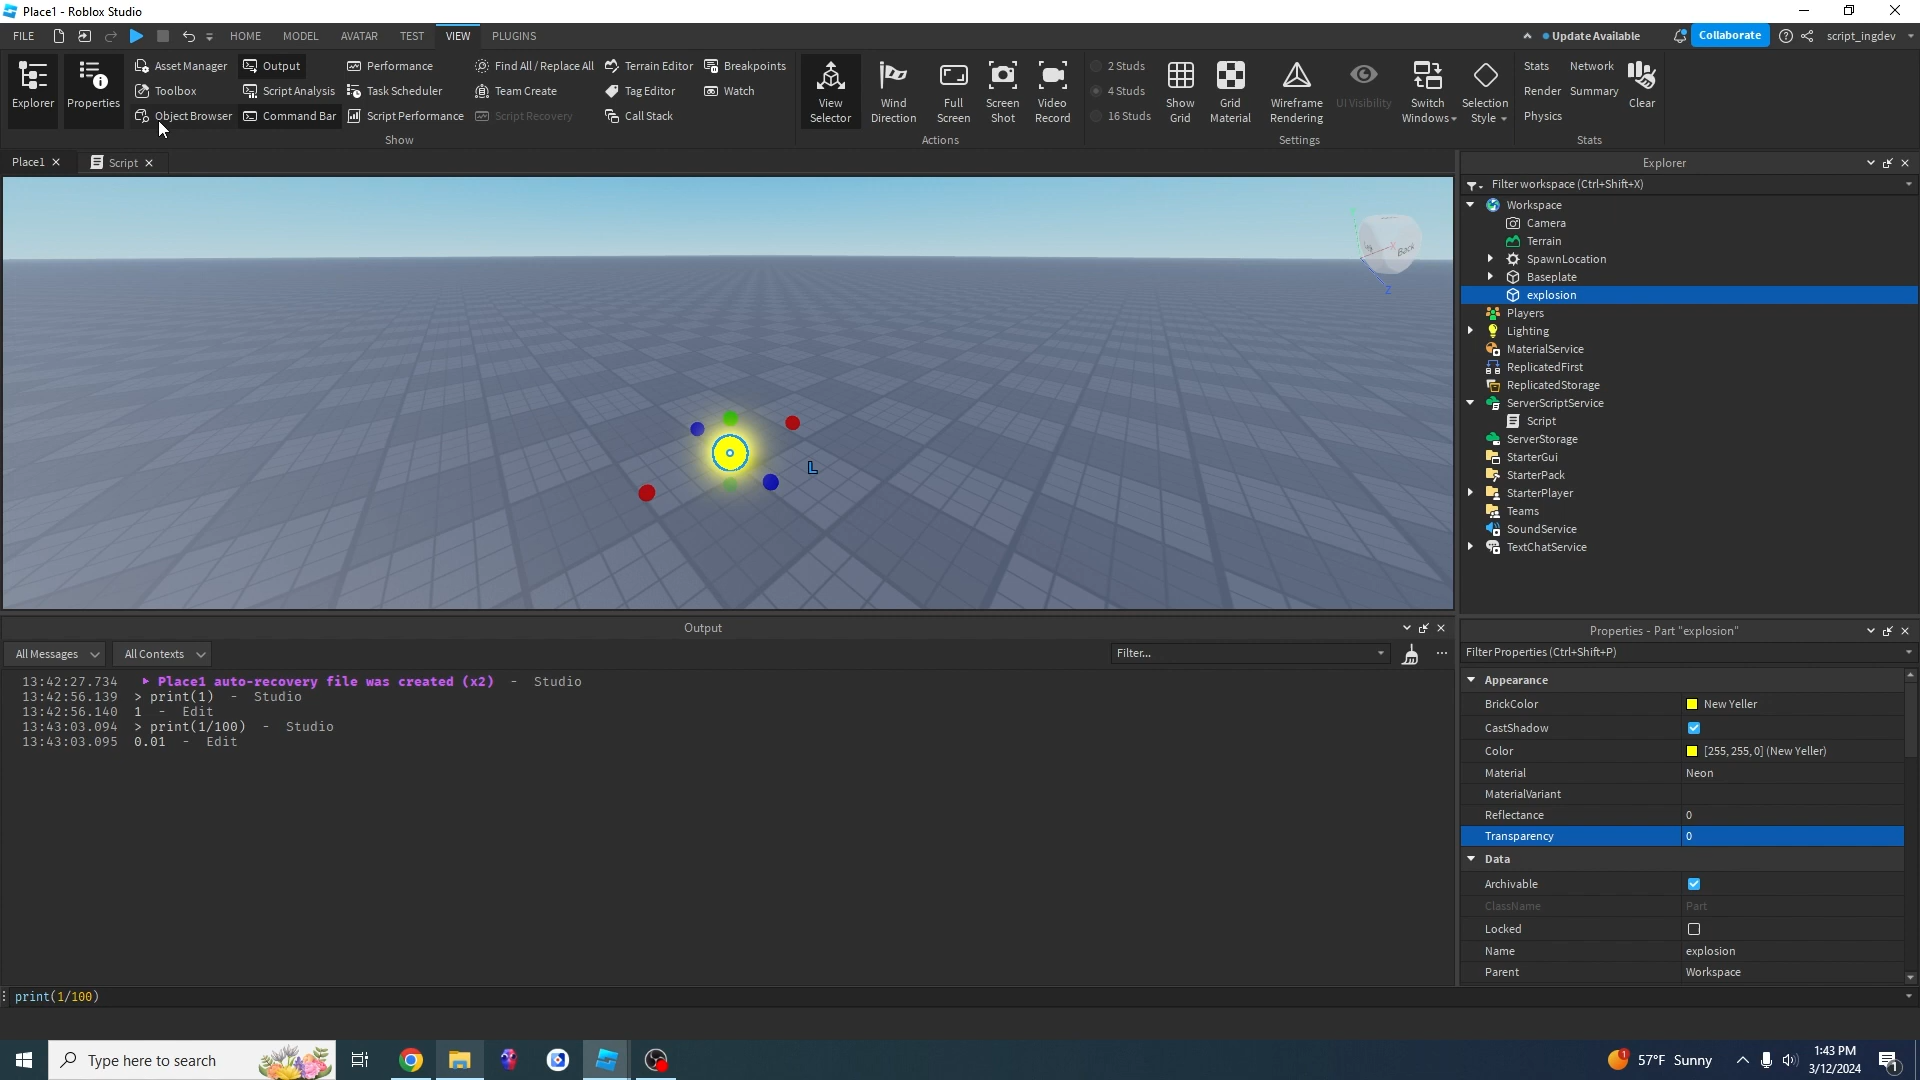 Place1 - Roblox Studio
FILE HOME MODEL AVATAR TEST VIEW PLUGINS Update Available Collaborate script_ingdev
Explorer
Properties
Asset Manager
Toolbox
Object Browser
Output
Script Analysis
Command Bar
Performance
Task Scheduler
Script Performance
Find All / Replace All
Team Create
Script Recovery
Terrain Editor
Tag Editor
Call Stack
Breakpoints
Watch
Show
View
Selector
Wind
Direction
Full
Screen
Screen
Shot
Video
Record
Actions
2 Studs
4 Studs
16 Studs
Show
Grid
Grid
Material
Wireframe
Rendering
UI Visibility
Switch
Windows
Selection
Style
Settings
Stats Network
Render Summary
Physics
Clear
Stats
Place1
Script
Back
Z
L
Explorer
Filter workspace (Ctrl+Shift+X)
Workspace
Camera
Terrain
SpawnLocation
Baseplate
explosion
Players
Lighting
MaterialService
ReplicatedFirst
ReplicatedStorage
ServerScriptService
Script
ServerStorage
StarterGui
StarterPack
StarterPlayer
Teams
SoundService
TextChatService
Output
All Messages All Contexts Filter...
13:42:27.734 Place1 auto-recovery file was created (x2) - Studio
13:42:56.139 > print(1) - Studio
13:42:56.140 1 - Edit
13:43:03.094 > print(1/100) - Studio
13:43:03.095 0.01 - Edit
print(1/100)
Properties - Part "explosion"
Filter Properties (Ctrl+Shift+P)
Appearance
BrickColor New Yeller
CastShadow
Color [255, 255, 0] (New Yeller)
Material Neon
MaterialVariant
Reflectance 0
Transparency 0
Data
Archivable
ClassName Part
Locked
Name explosion
Parent Workspace
Type here to search
57°F Sunny
1:43 PM
3/12/2024
1